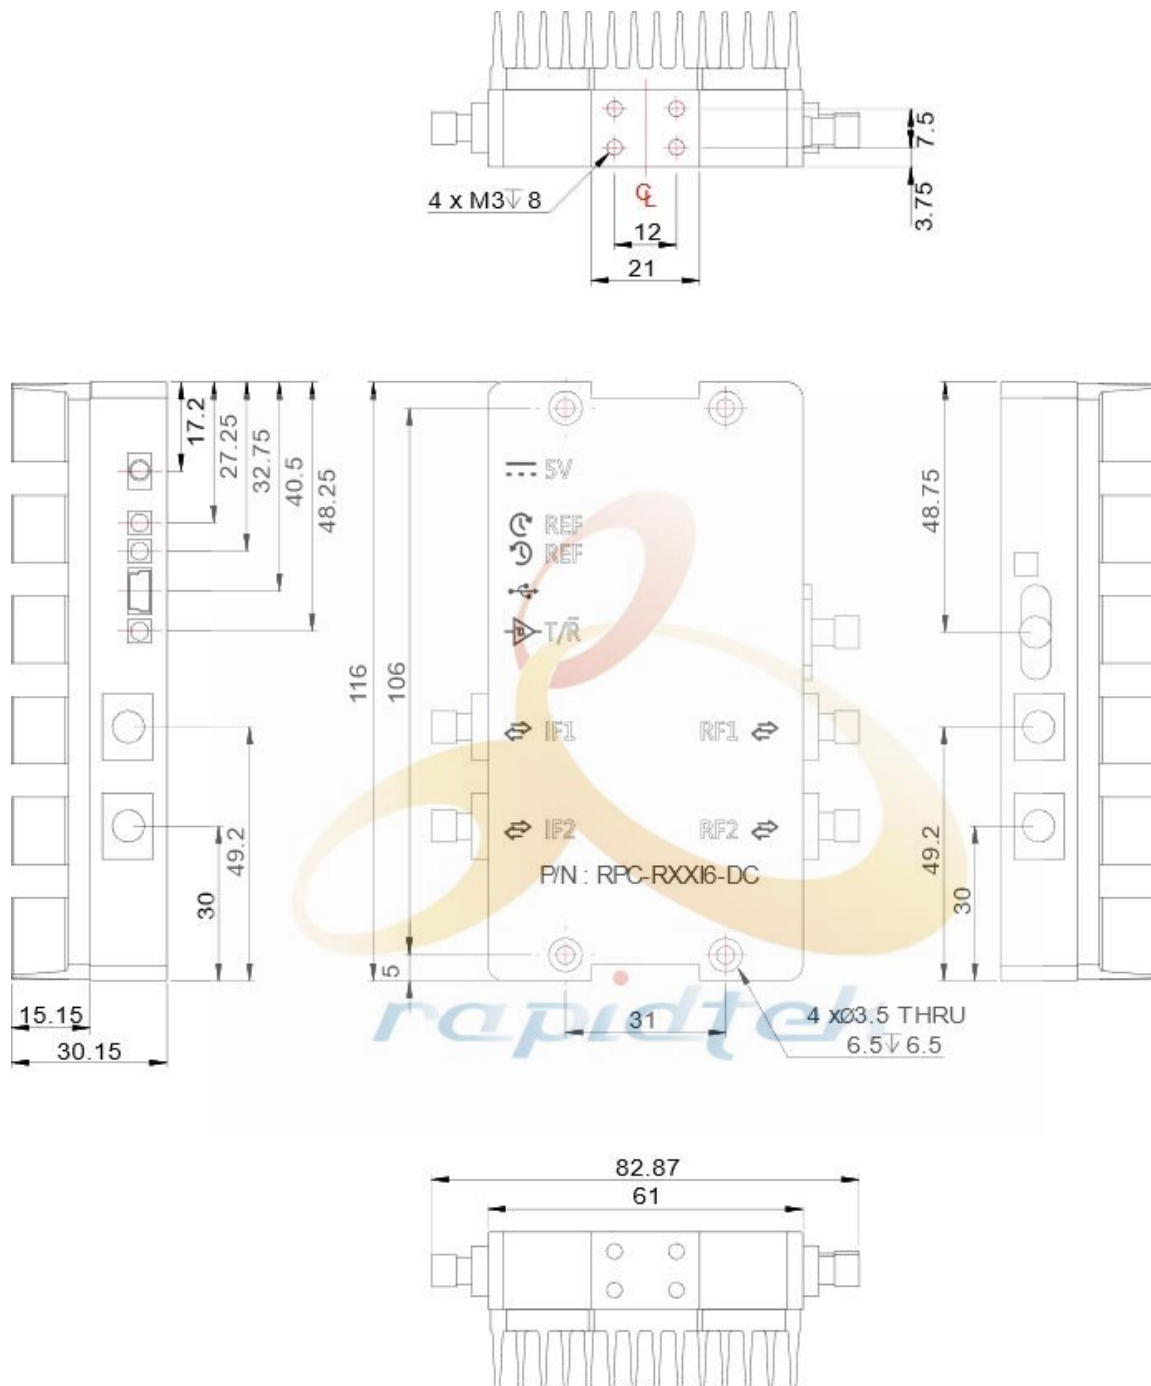 7.5
3.75
4 x M3↧ 8
℄
12
21
17.2
27.25
32.75
40.5
48.25
49.2
30
15.15
30.15
116
106
5
5V
REF
REF
T/R̅
IF1 RF1
IF2 RF2
P/N : RPC-RXXI6-DC
rapidtek
31
4 xØ3.5 THRU
6.5↧ 6.5
48.75
49.2
30
82.87
61